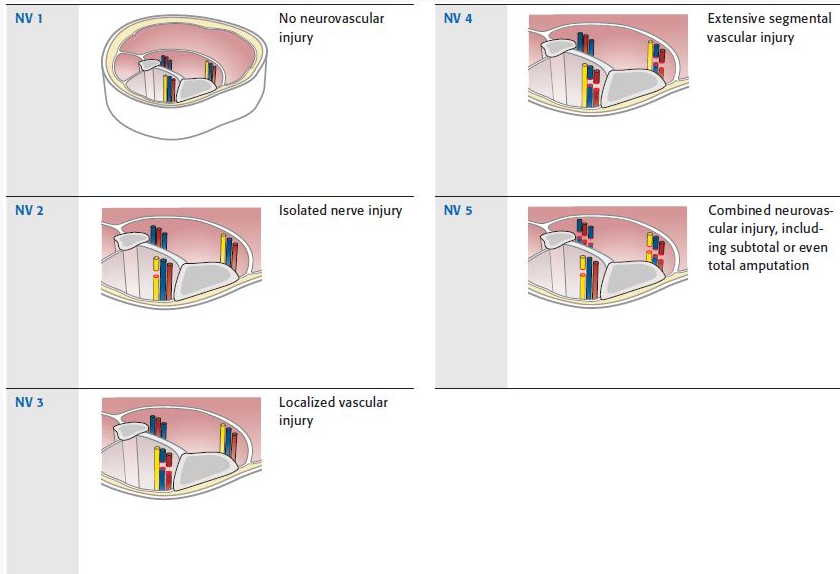 NV 1
No neurovascular
injury
NV 2
Isolated nerve injury
NV 3
Localized vascular
injury
NV 4
Extensive segmental
vascular injury
NV 5
Combined neurovas-
cular injury, includ-
ing subtotal or even
total amputation